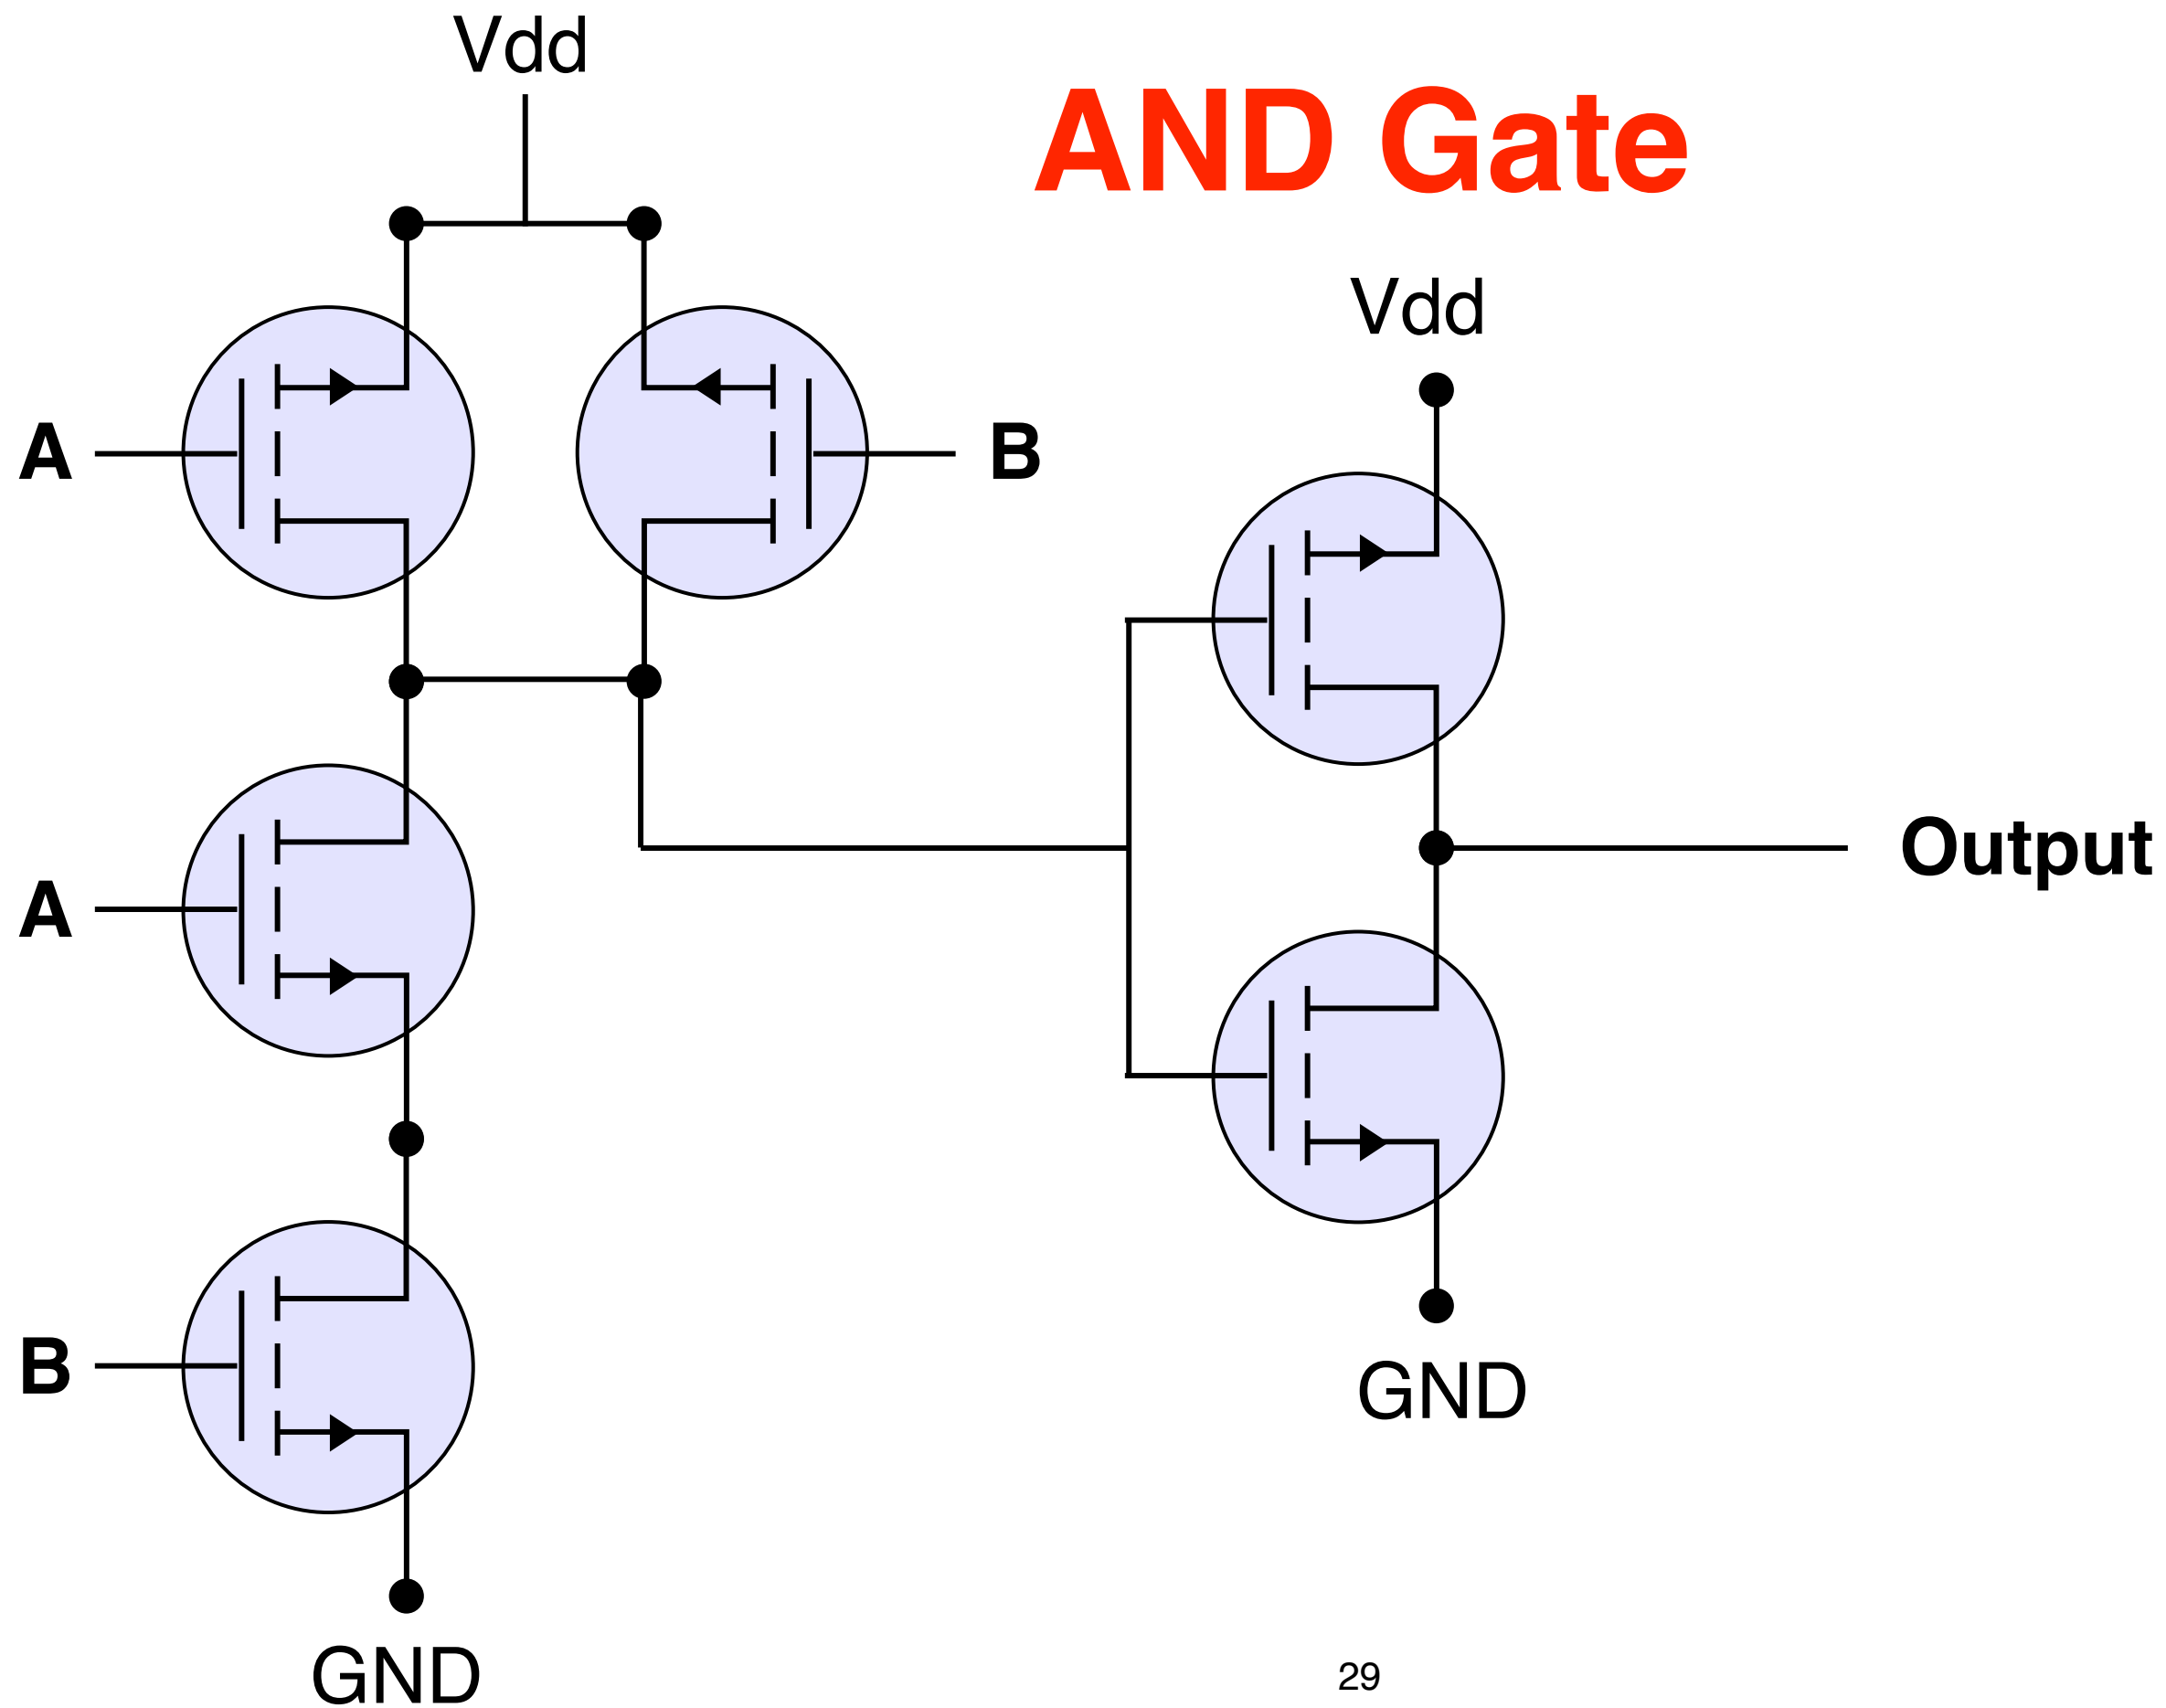 Vdd
AND Gate
Vdd
A
B
Output
A
B
GND
GND
29